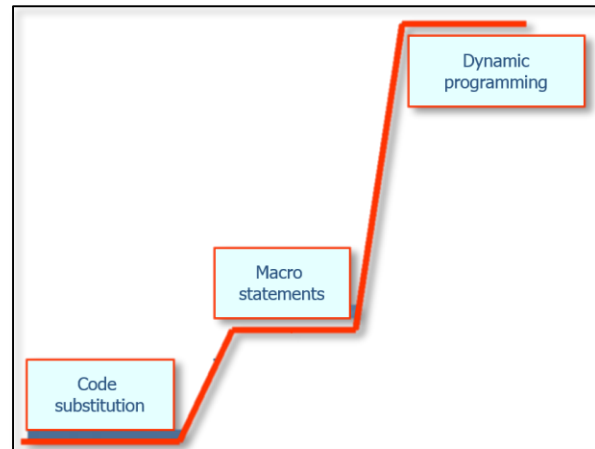 Dynamic
programming
Macro
statements
Code
substitution